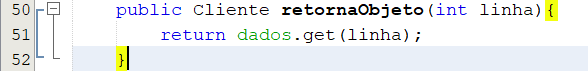 50 public Cliente retornaObjeto(int linha){
51 return dados.get(linha);
52 }